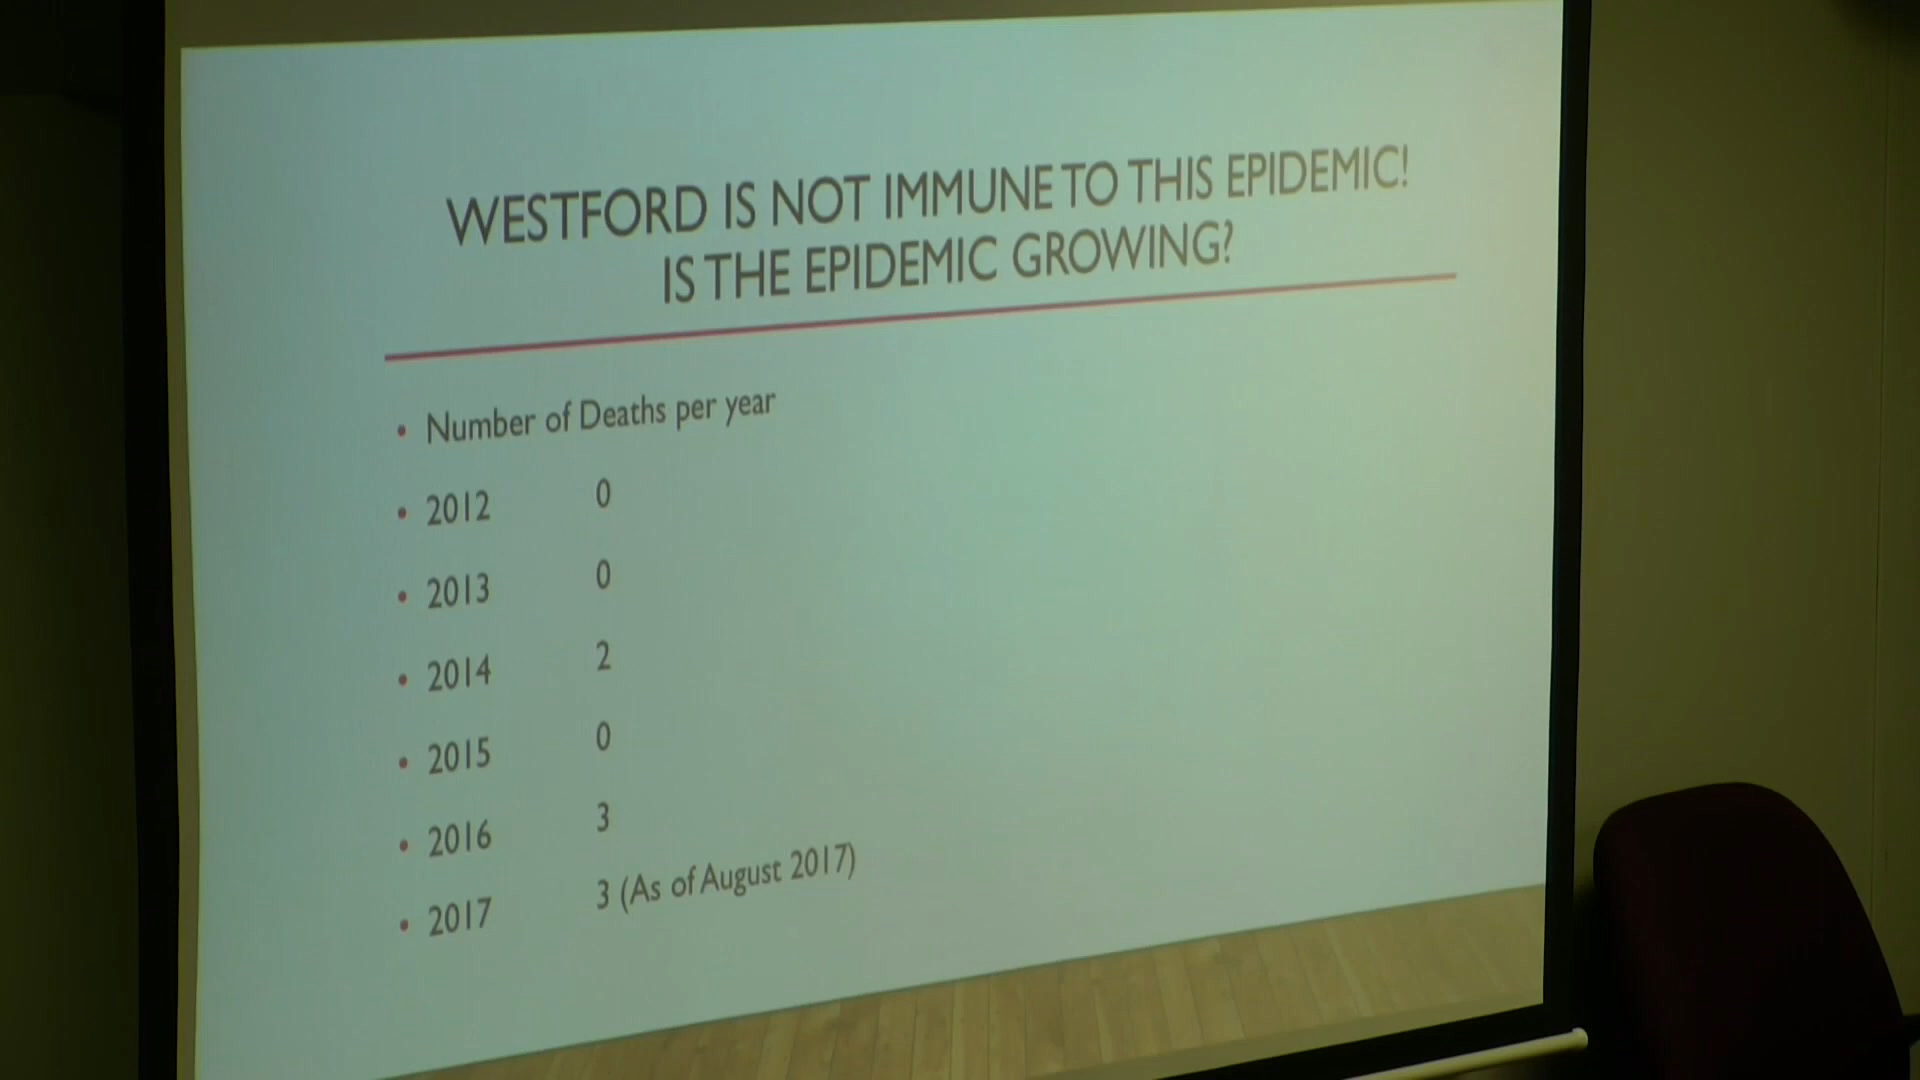 WESTFORD IS NOT IMMUNE TO THIS EPIDEMIC!
IS THE EPIDEMIC GROWING?
• Number of Deaths per year
• 2012 0
• 2013 0
• 2014 2
• 2015 0
• 2016 3
• 2017 3 (As of August 2017)